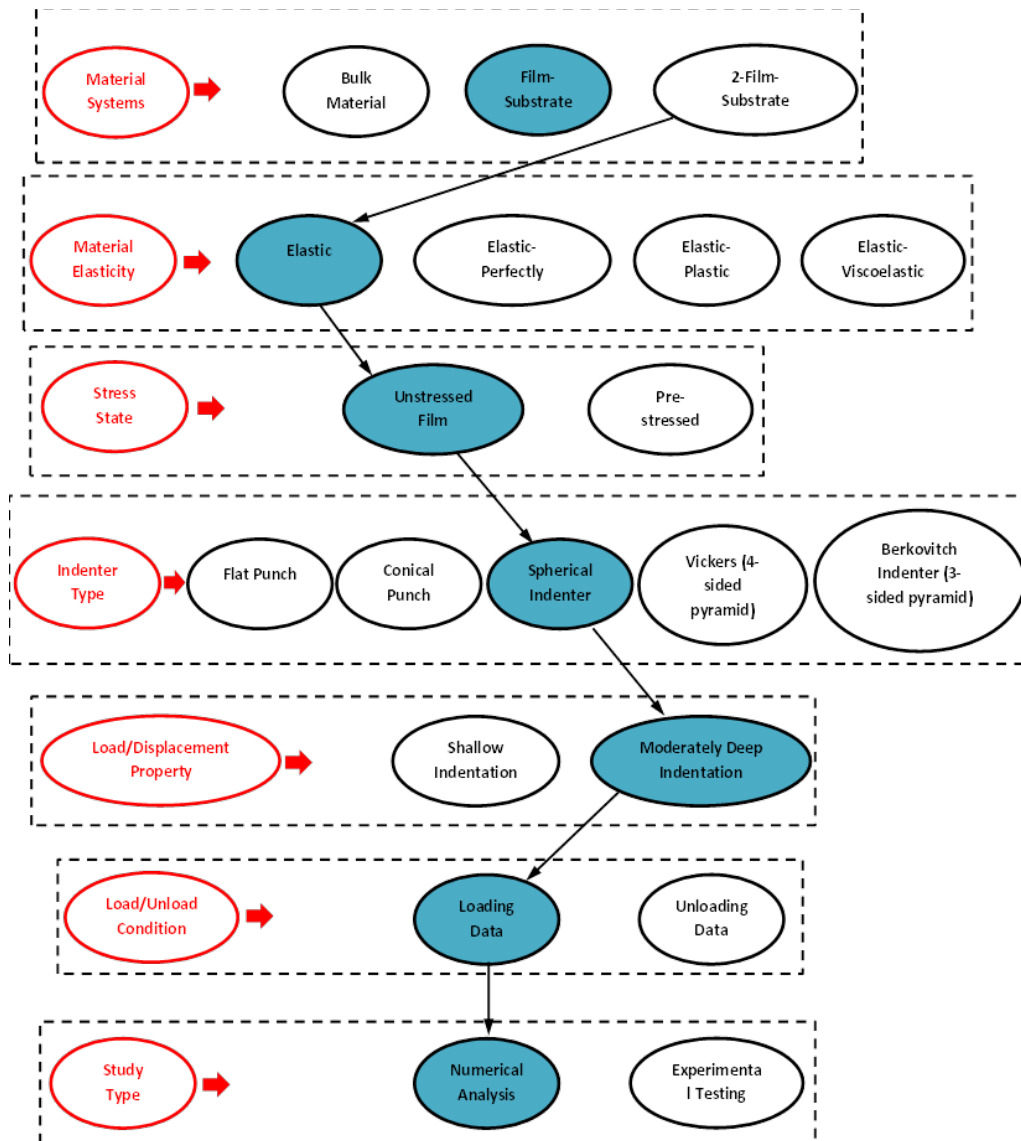 Material
Systems
Bulk
Material
Film-
Substrate
2-Film-
Substrate
Material
Elasticity
Elastic
Elastic-
Perfectly
Elastic-
Plastic
Elastic-
Viscoelastic
Stress
State
Unstressed
Film
Pre-
stressed
Indenter
Type
Flat Punch
Conical
Punch
Spherical
Indenter
Vickers (4-
sided
pyramid)
Berkovitch
Indenter (3-
sided pyramid)
Load/Displacement
Property
Shallow
Indentation
Moderately Deep
Indentation
Load/Unload
Condition
Loading
Data
Unloading
Data
Study
Type
Numerical
Analysis
Experimenta
l Testing